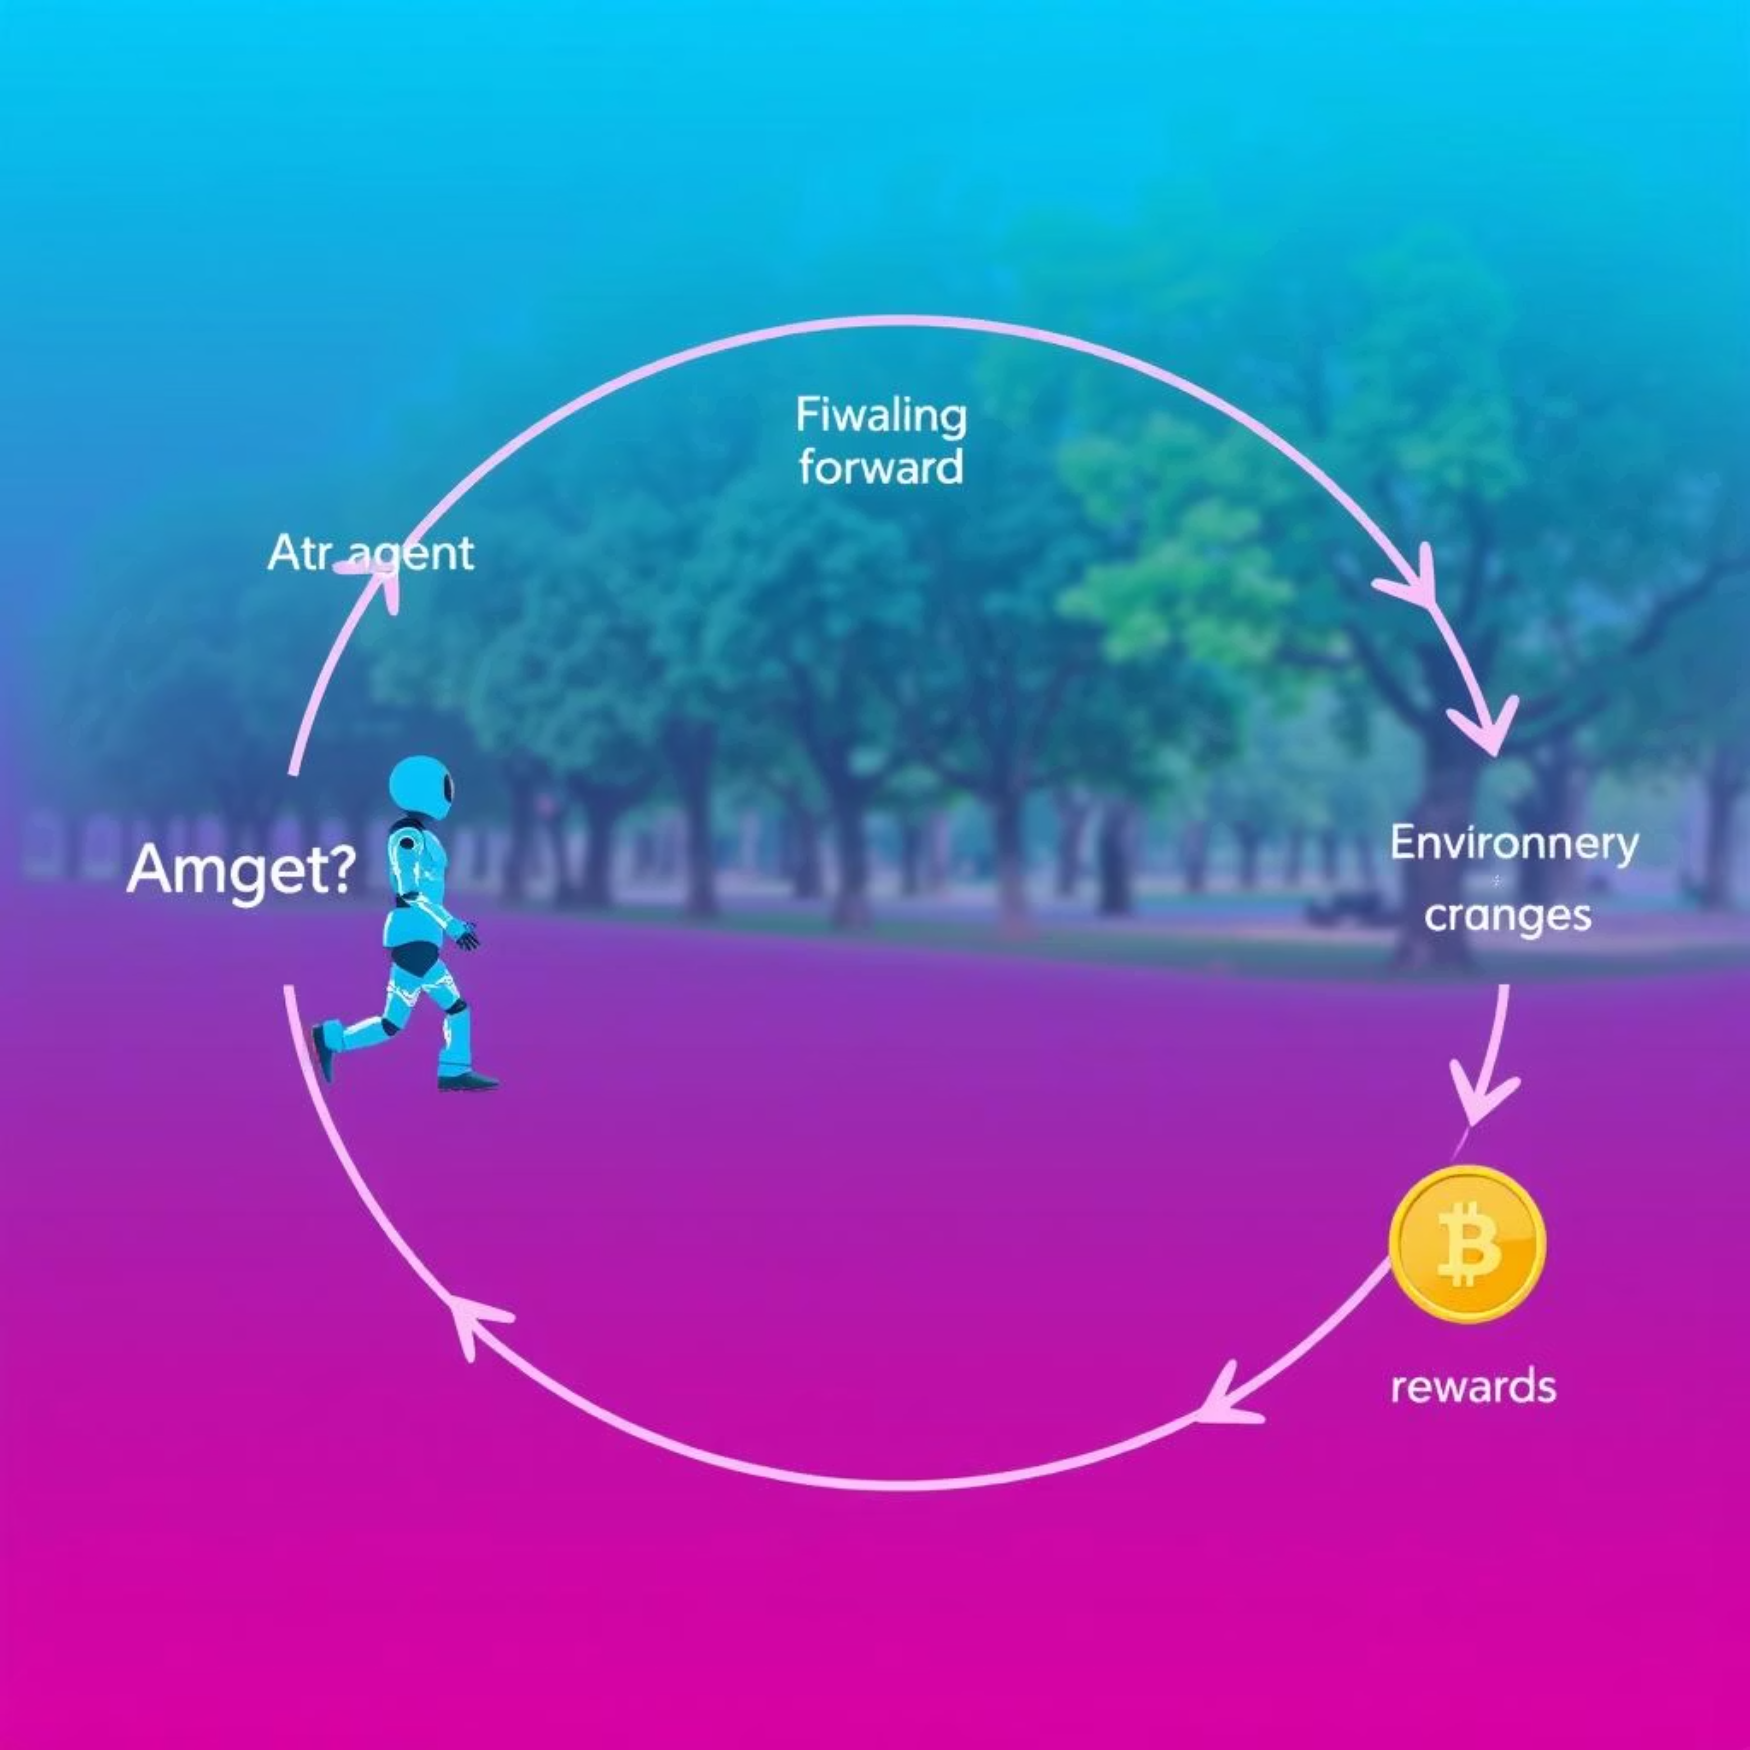 Fiwaling
forward
Atr agent
Amget?
Environnery
cranges
rewards